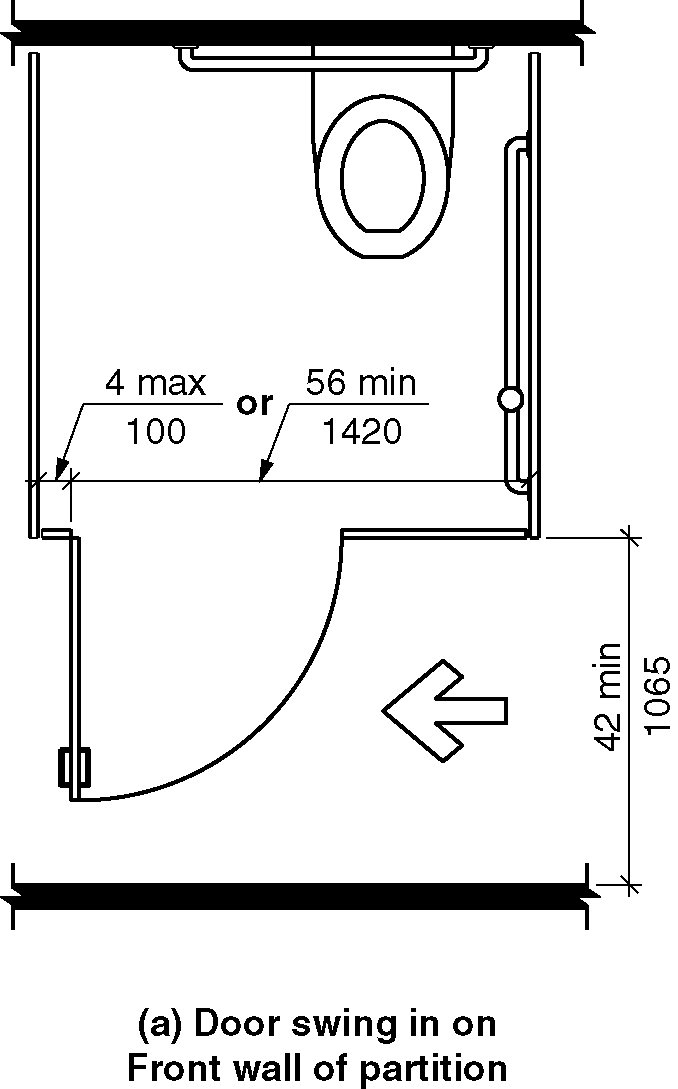 4 max or 56 min
100 1420
42 min
1065
(a) Door swing in on
Front wall of partition